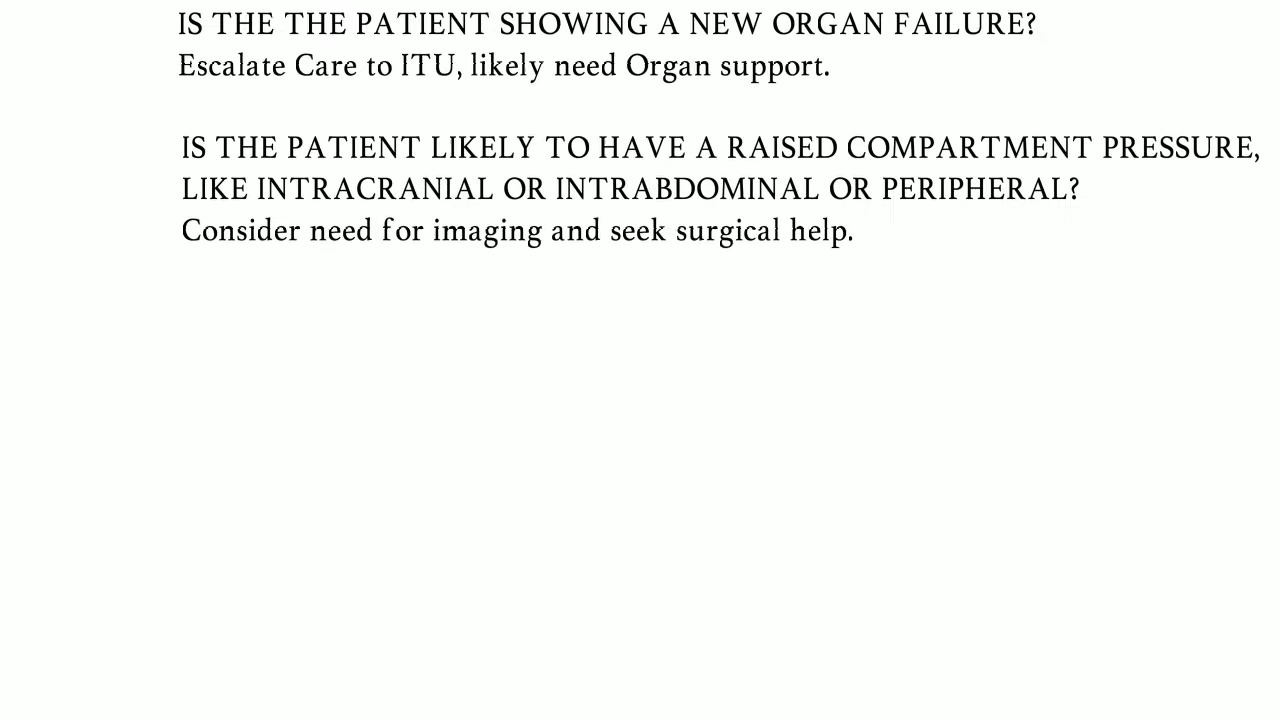 IS THE THE PATIENT SHOWING A NEW ORGAN FAILURE?
Escalate Care to ITU, likely need Organ support.
IS THE PATIENT LIKELY TO HAVE A RAISED COMPARTMENT PRESSURE,
LIKE INTRACRANIAL OR INTRABDOMINAL OR PERIPHERAL?
Consider need for imaging and seek surgical help.